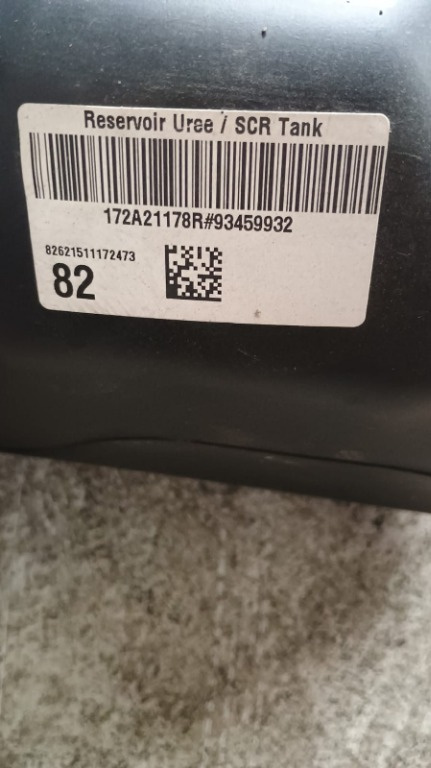 Reservoir Uree / SCR Tank
172A21178R#93459932
82621511172473
82